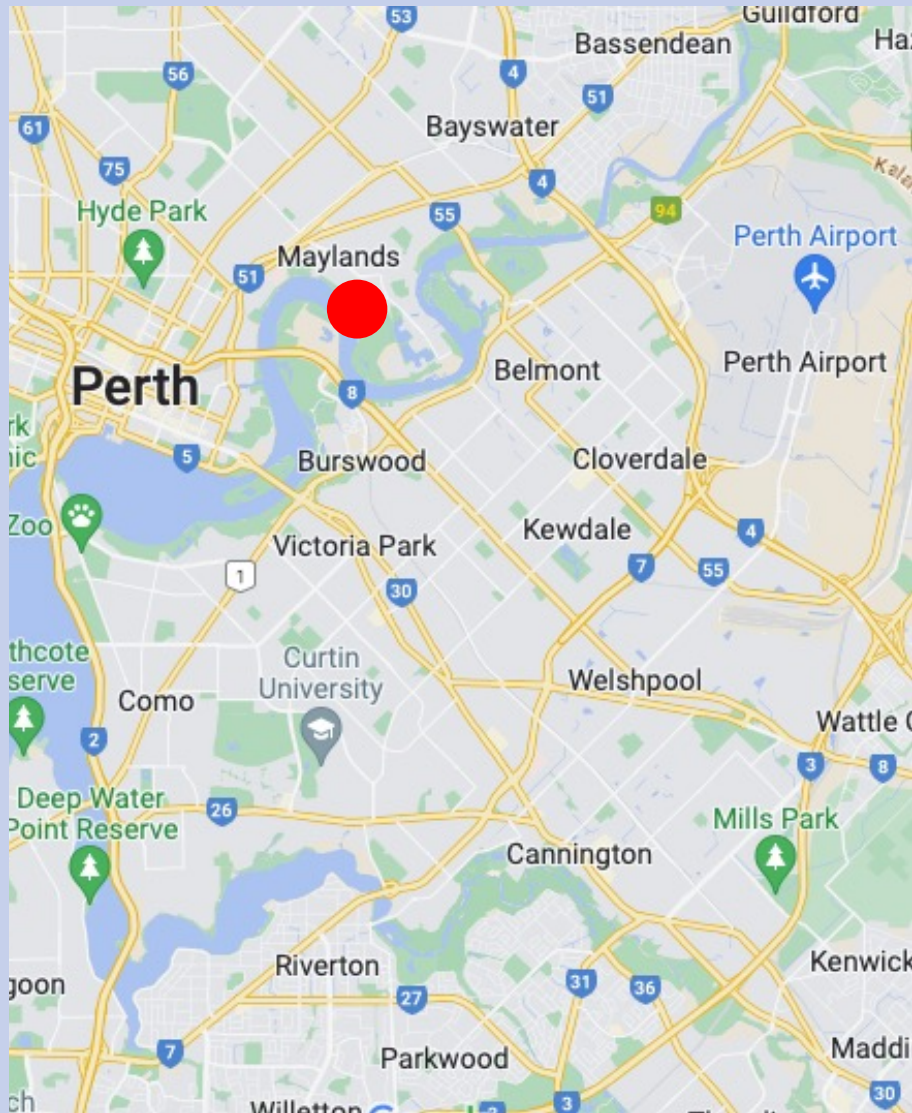 53
Guildford
Bassendean
56
4
51
61
Bayswater
75
4
Hyde Park
55
94
Perth Airport
Maylands
51
Perth Airport
Belmont
Perth
8
5
Burswood
Cloverdale
Zoo
Kewdale
4
Victoria Park
7
55
1
30
Curtin
University
Welshpool
Como
2
3
8
Deep Water
Point Reserve
26
Mills Park
Cannington
Riverton
Kenwick
31
36
27
7
Parkwood
30
3